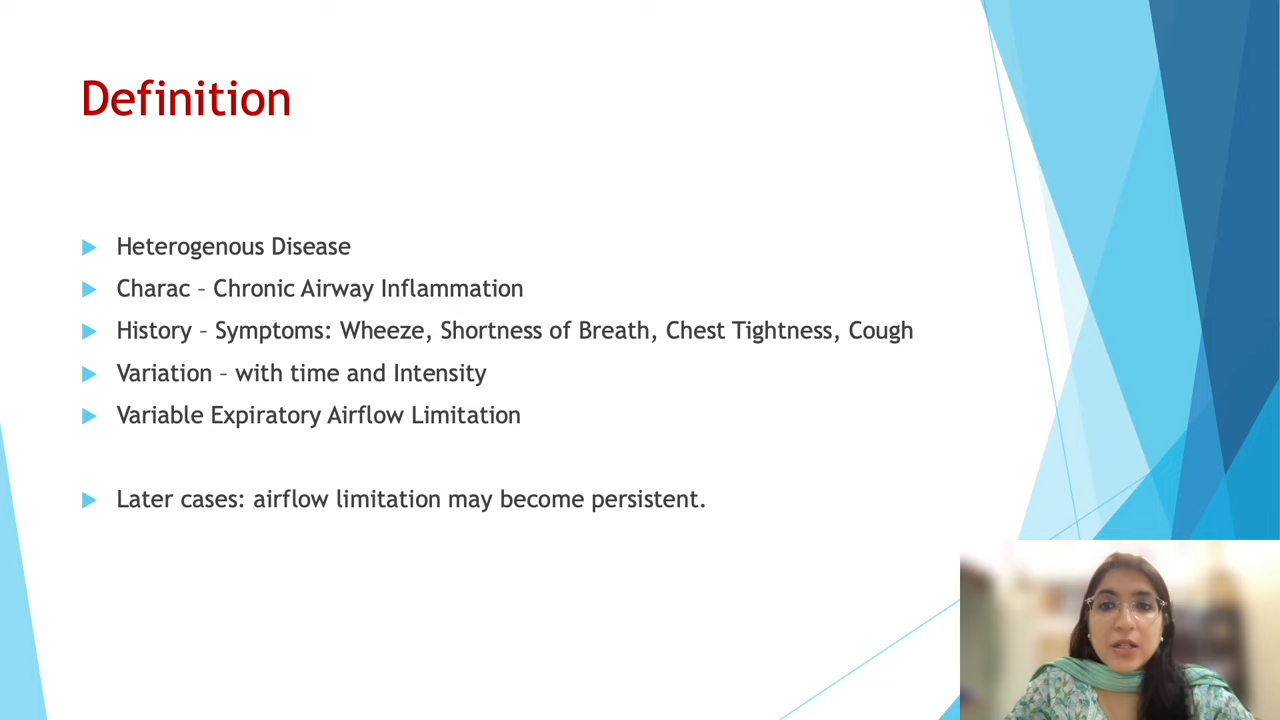 Definition
Heterogenous Disease
Charac – Chronic Airway Inflammation
History – Symptoms: Wheeze, Shortness of Breath, Chest Tightness, Cough
Variation – with time and Intensity
Variable Expiratory Airflow Limitation
Later cases: airflow limitation may become persistent.